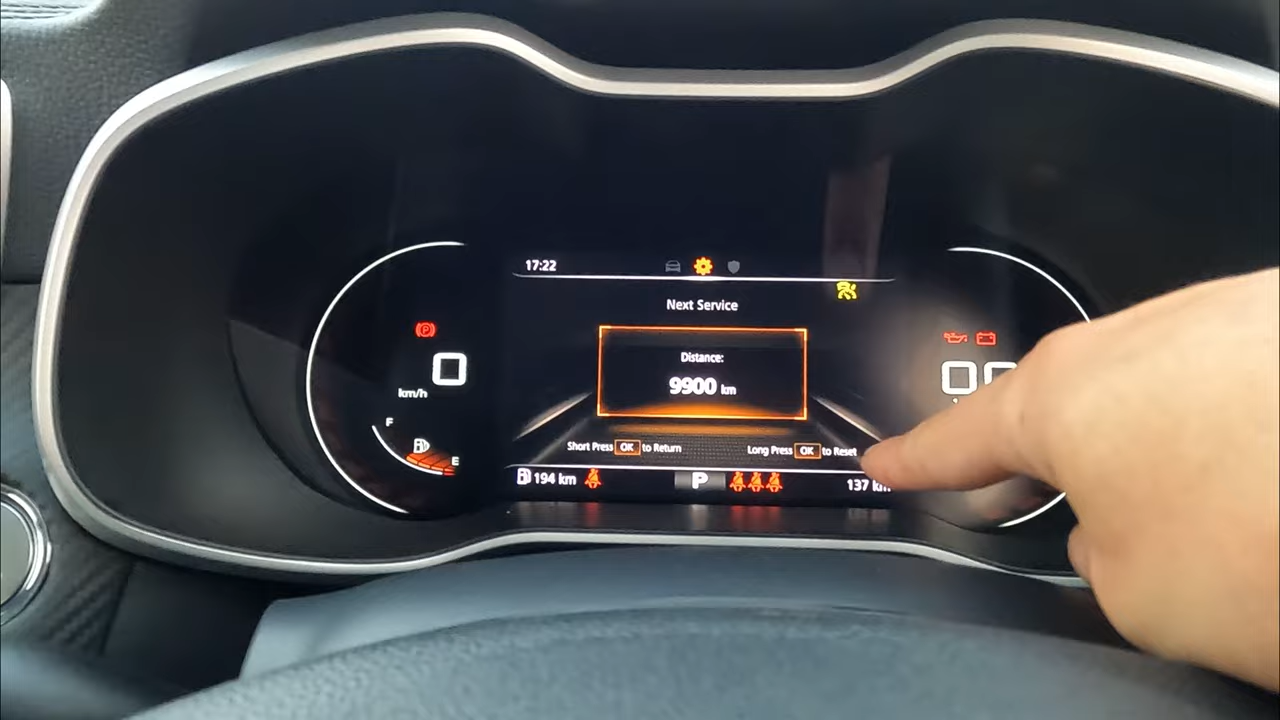 17:22
Next Service
Distance:
9900 km
0
km/h
F
E
Short Press OK to Return
Long Press OK to Reset
194 km
P
137 km